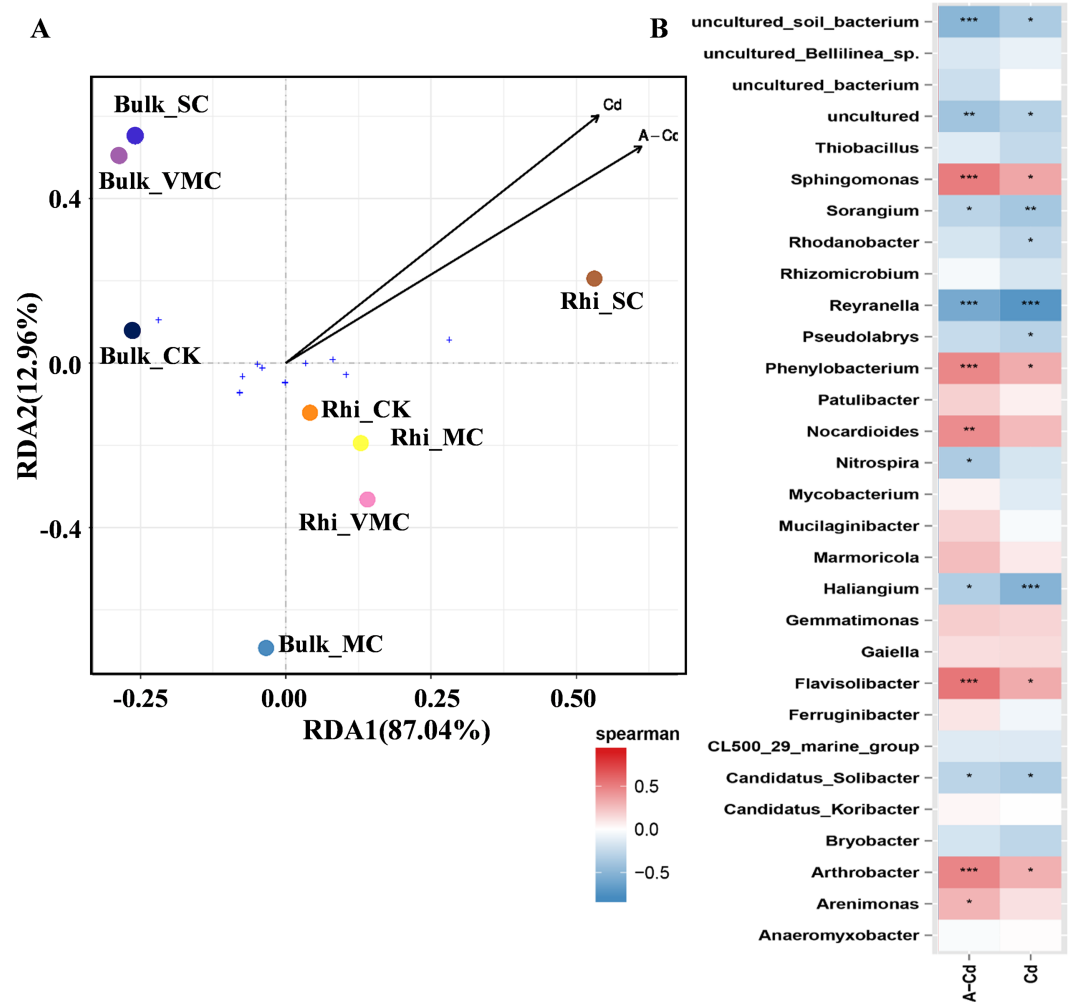 A
Cd
A-Cd
Bulk_SC
Bulk_VMC
Bulk_CK
Rhi_SC
Rhi_CK
Rhi_MC
Rhi_VMC
Bulk_MC
0.4
0.0
-0.4
RDA2(12.96%)
-0.25
0.00
0.25
0.50
RDA1(87.04%)
spearman
0.5
0.0
−0.5
B
uncultured_soil_bacterium *** *
uncultured_Bellilinea_sp.
uncultured_bacterium
uncultured ** *
Thiobacillus
Sphingomonas *** *
Sorangium * **
Rhodanobacter *
Rhizomicrobium
Reyranella *** ***
Pseudolabrys *
Phenylobacterium *** *
Patulibacter
Nocardioides **
Nitrospira *
Mycobacterium
Mucilaginibacter
Marmoricola
Haliangium * ***
Gemmatimonas
Gaiella
Flavisolibacter *** *
Ferruginibacter
CL500_29_marine_group
Candidatus_Solibacter * *
Candidatus_Koribacter
Bryobacter
Arthrobacter *** *
Arenimonas *
Anaeromyxobacter
A-Cd
Cd